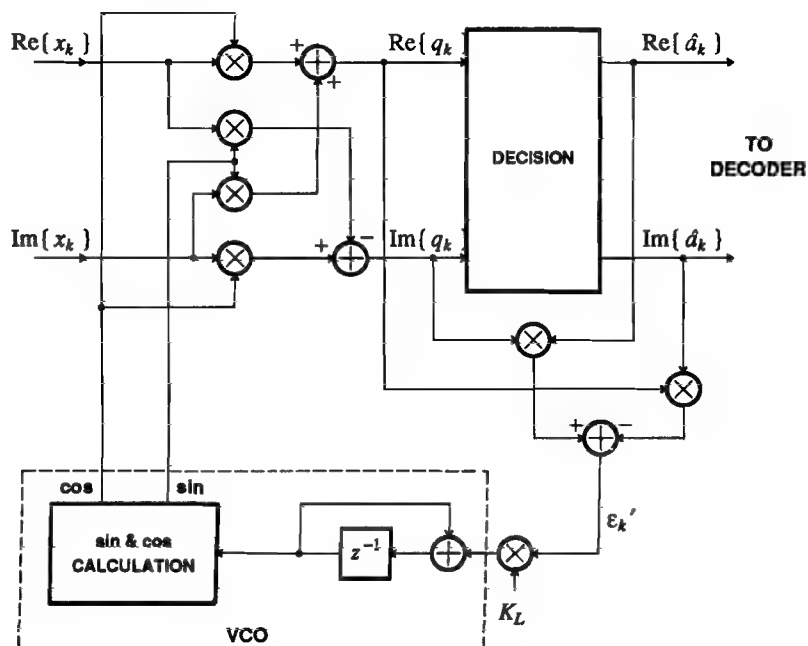 Re{x_k}
+
+
Re{q_k}
Re{â_k}
DECISION
TO
DECODER
Im{x_k}
+
−
Im{q_k}
Im{â_k}
+
−
cos
sin
ε_k′
sin & cos
CALCULATION
z⁻¹
K_L
VCO